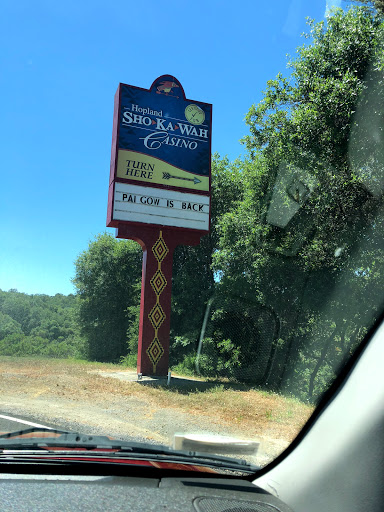 Hopland
SHO•KA•WAH
CASINO
TURN
HERE
PAI GOW IS BACK